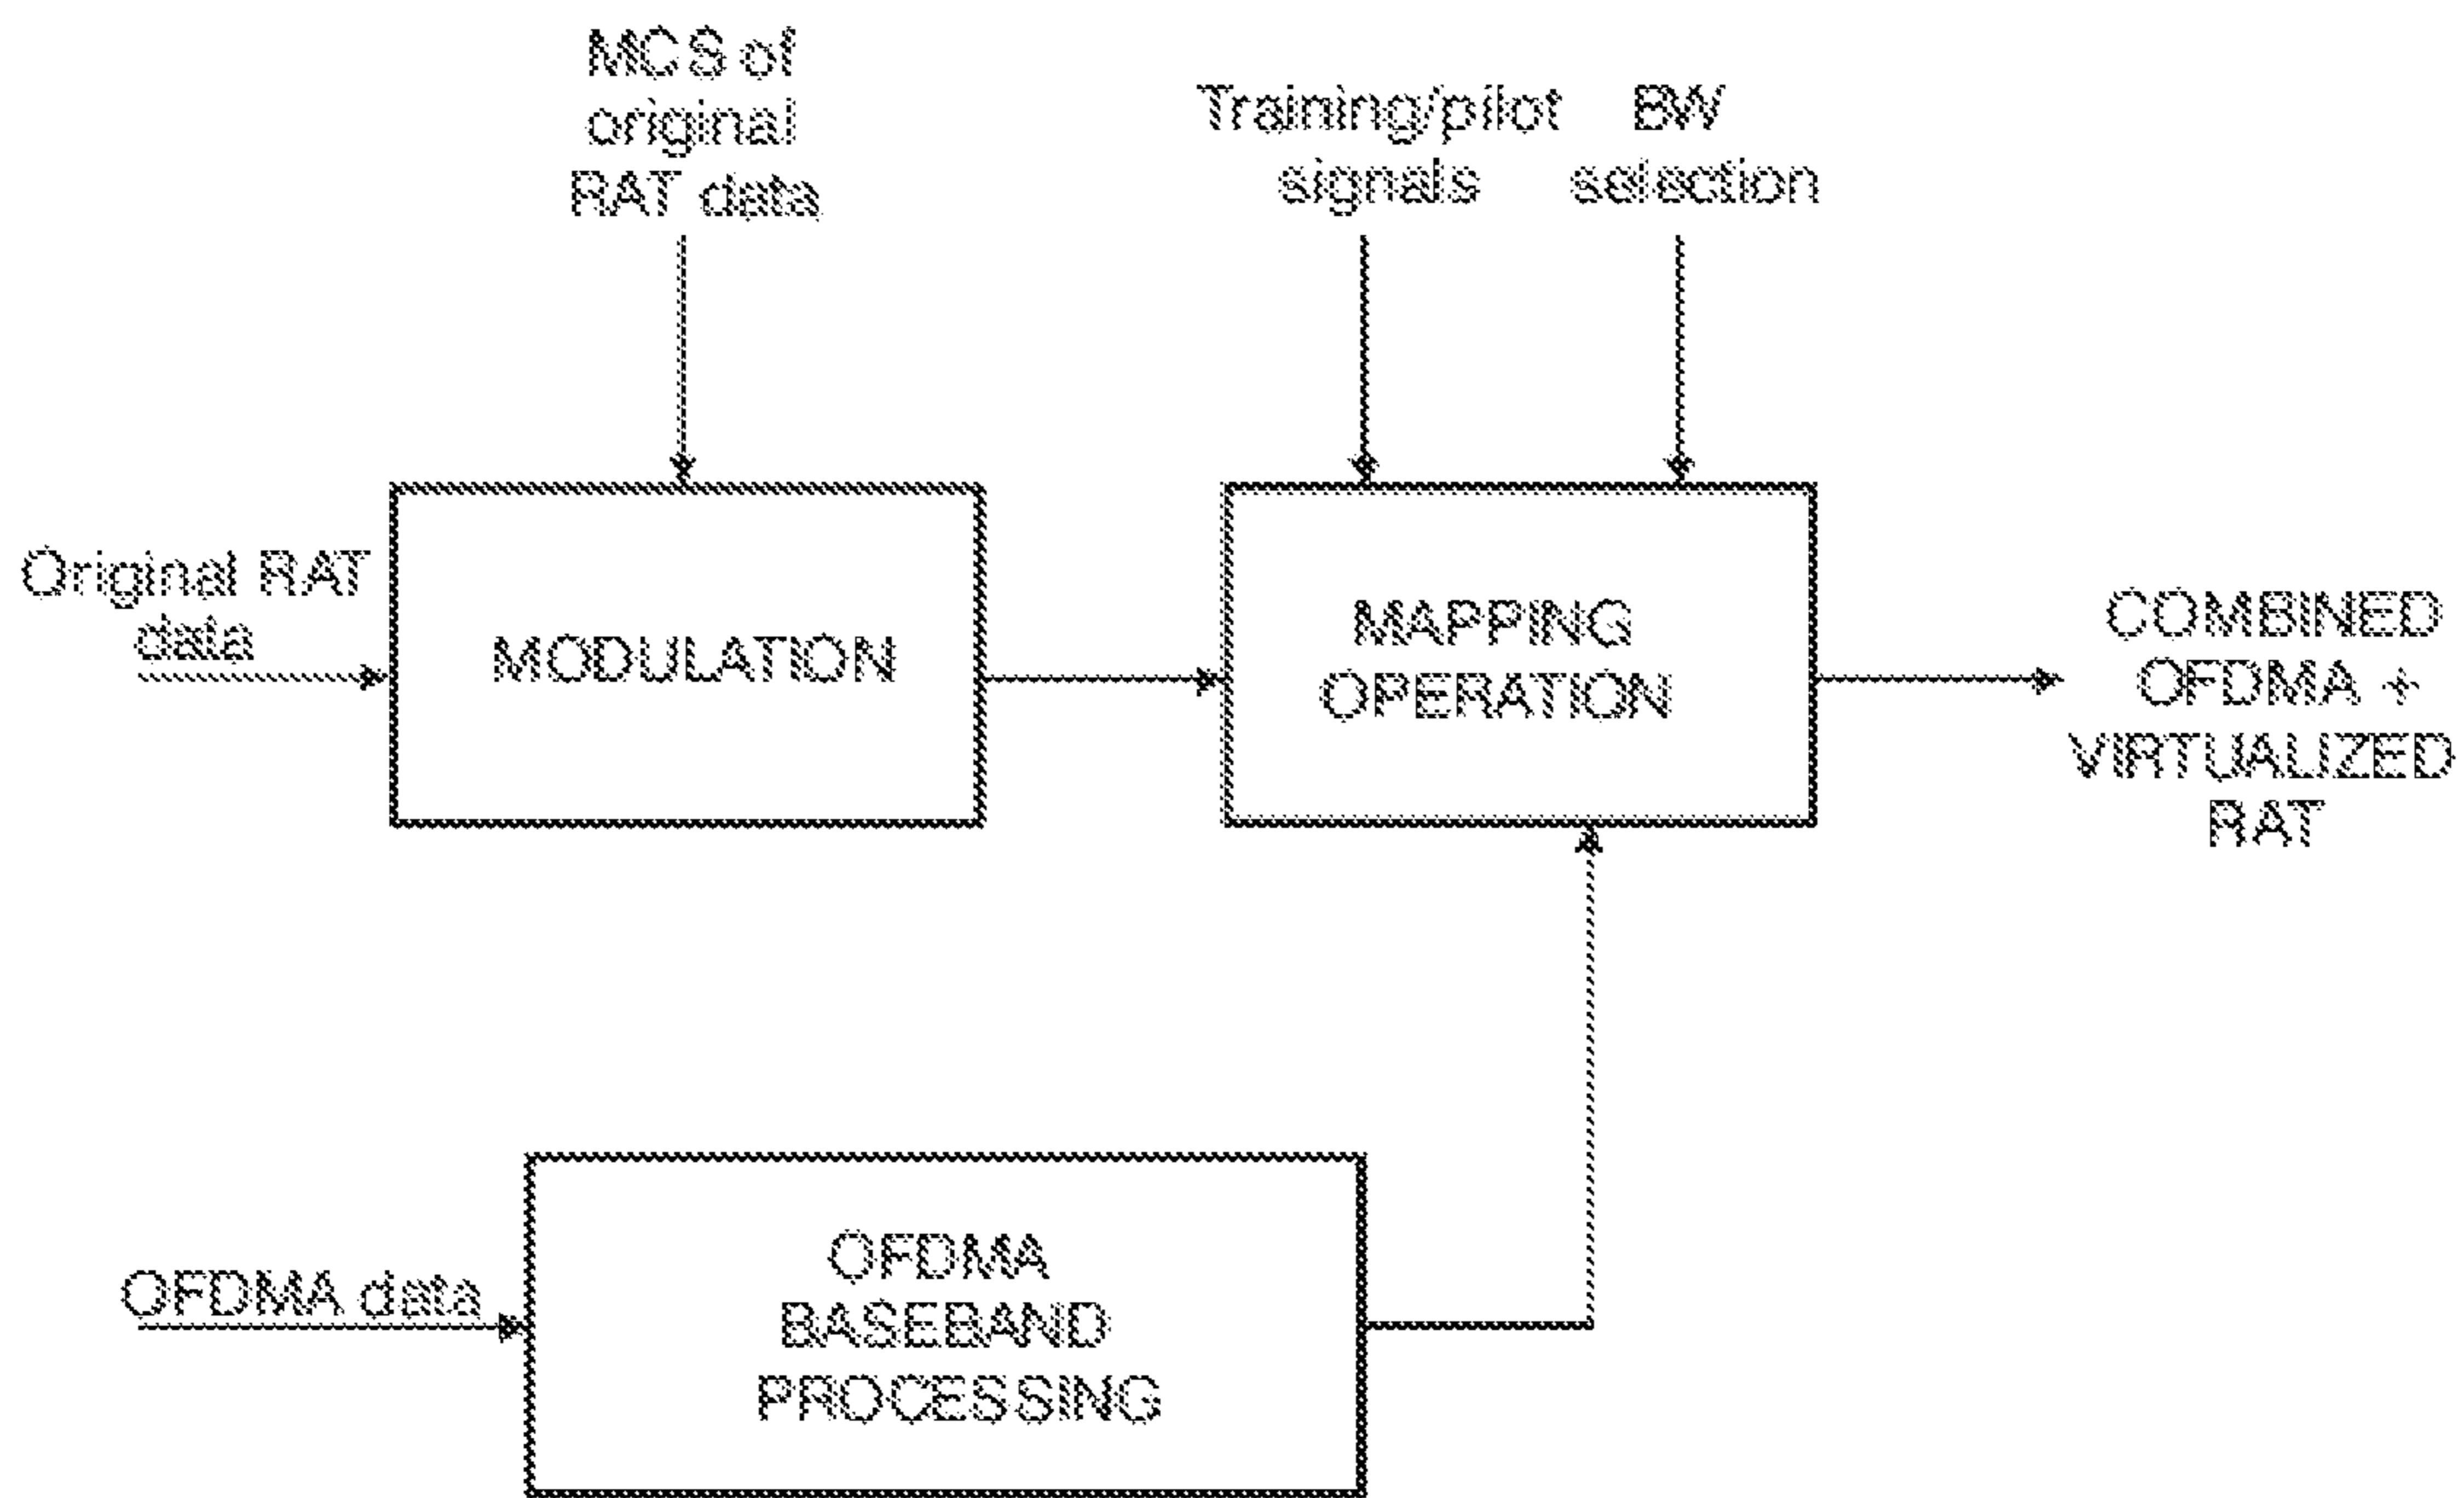 MCS of
original
RAT data
Training/pilot
signals
BW
selection
Original RAT
data
MODULATION
MAPPING
OPERATION
COMBINED
OFDMA +
VIRTUALIZED
RAT
OFDMA data
OFDMA
BASEBAND
PROCESSING